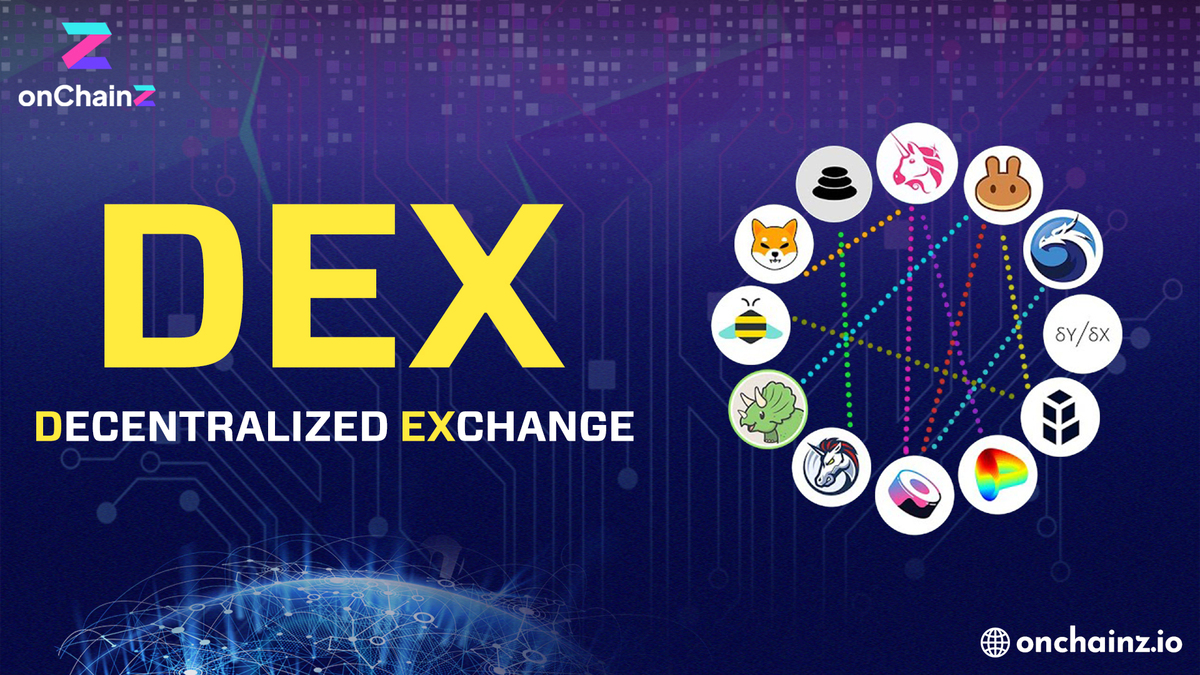 onChainZ
DEX
DECENTRALIZED EXCHANGE
δY/δX
onchainz.io